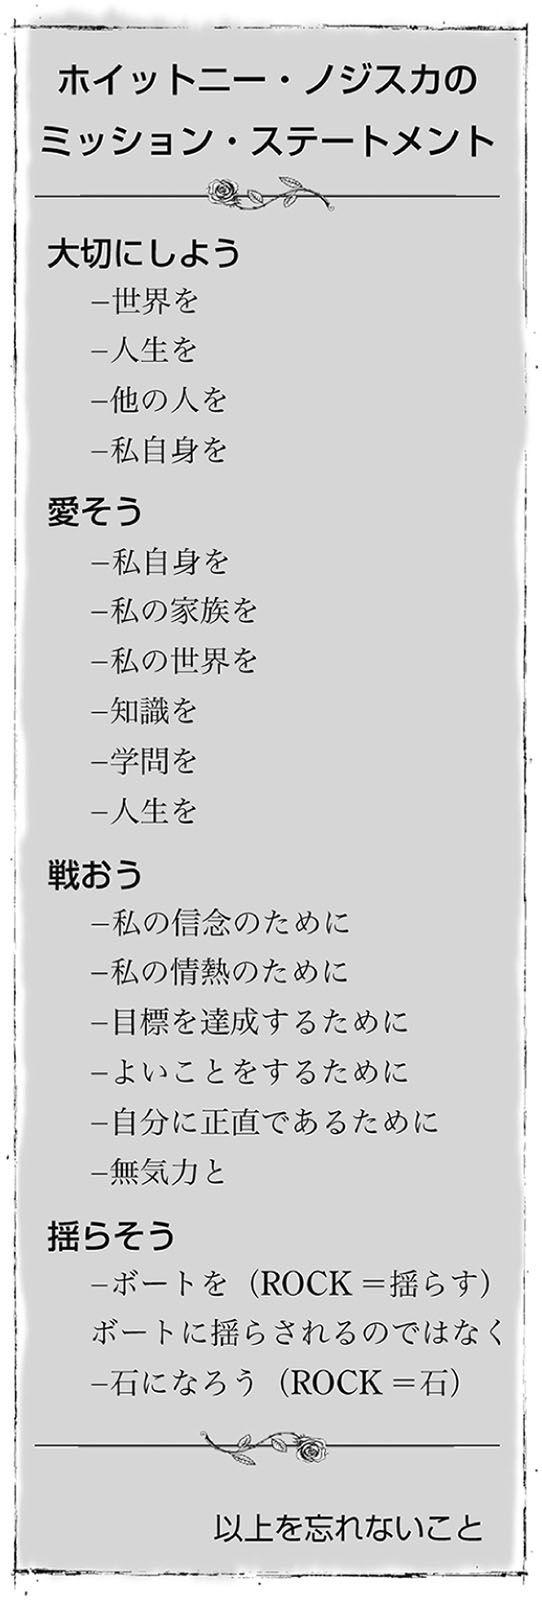 ホイットニー・ノジスカの
ミッション・ステートメント
大切にしよう
–世界を
–人生を
–他の人を
–私自身を
愛そう
–私自身を
–私の家族を
–私の世界を
–知識を
–学問を
–人生を
戦おう
–私の信念のために
–私の情熱のために
–目標を達成するために
–よいことをするために
–自分に正直であるために
–無気力と
揺らそう
–ボートを（ROCK＝揺らす）
ボートに揺らされるのではなく
–石になろう（ROCK＝石）
以上を忘れないこと